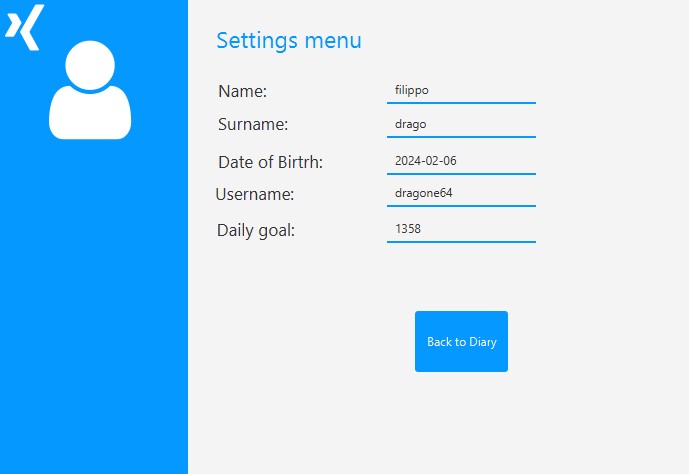 Settings menu
Name: filippo
Surname: drago
Date of Birtrh: 2024-02-06
Username: dragone64
Daily goal: 1358
Back to Diary